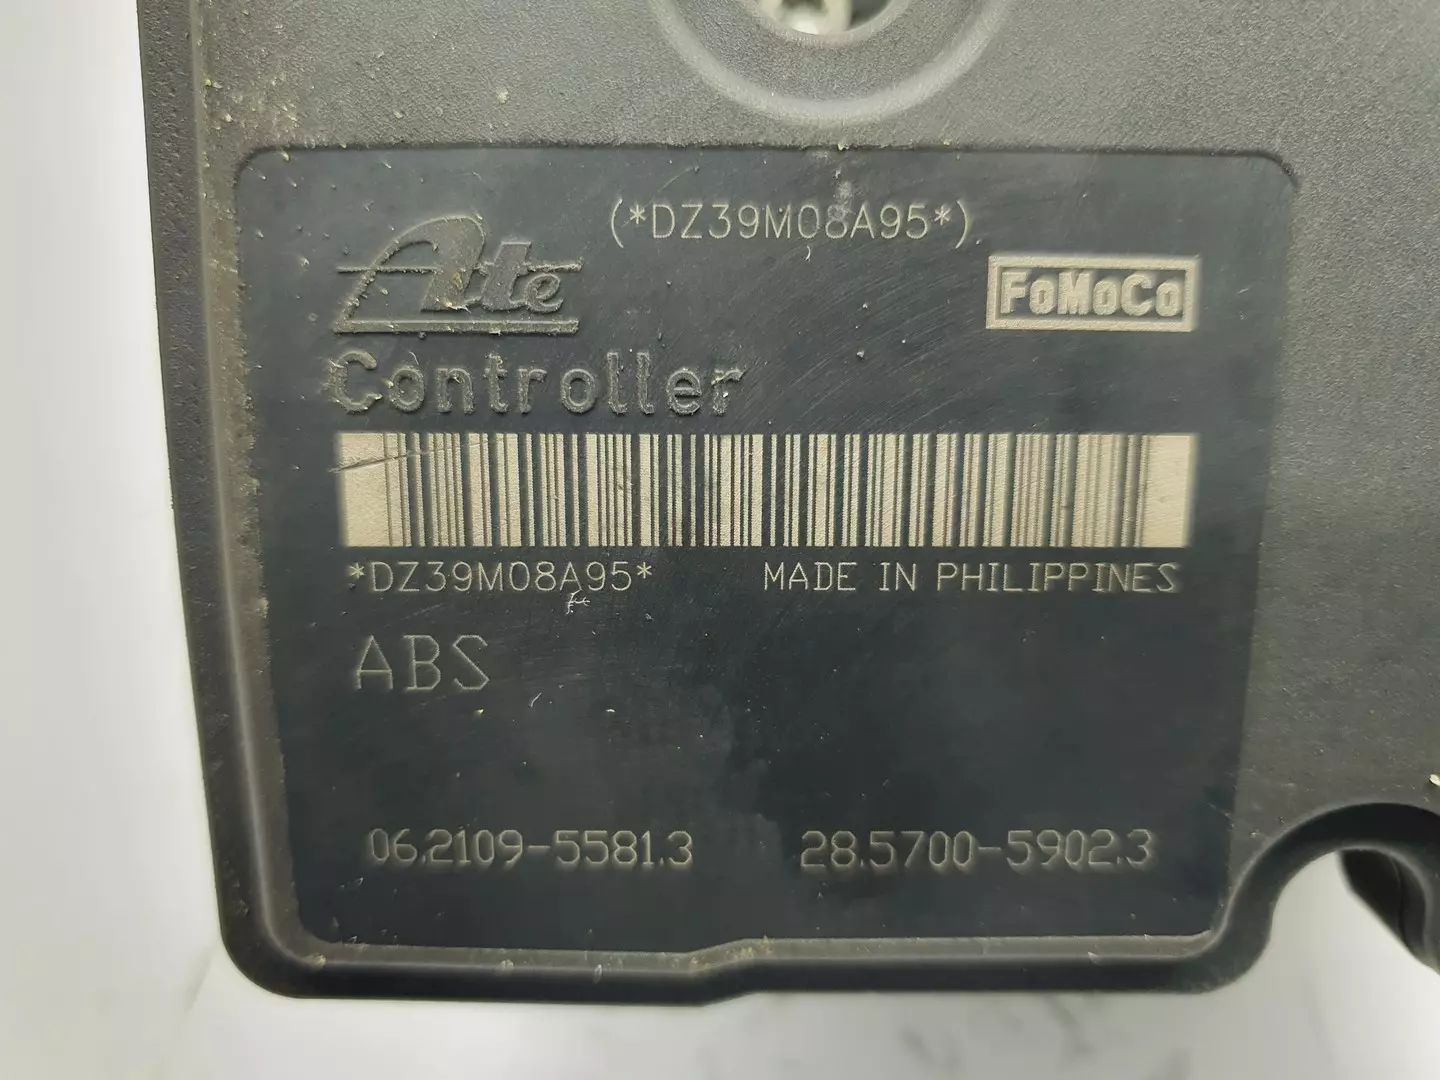 (*DZ39M08A95*)
Ate
FoMoCo
Controller
*DZ39M08A95* MADE IN PHILIPPINES
ABS
06.2109-5581.3 28.5700-5902.3